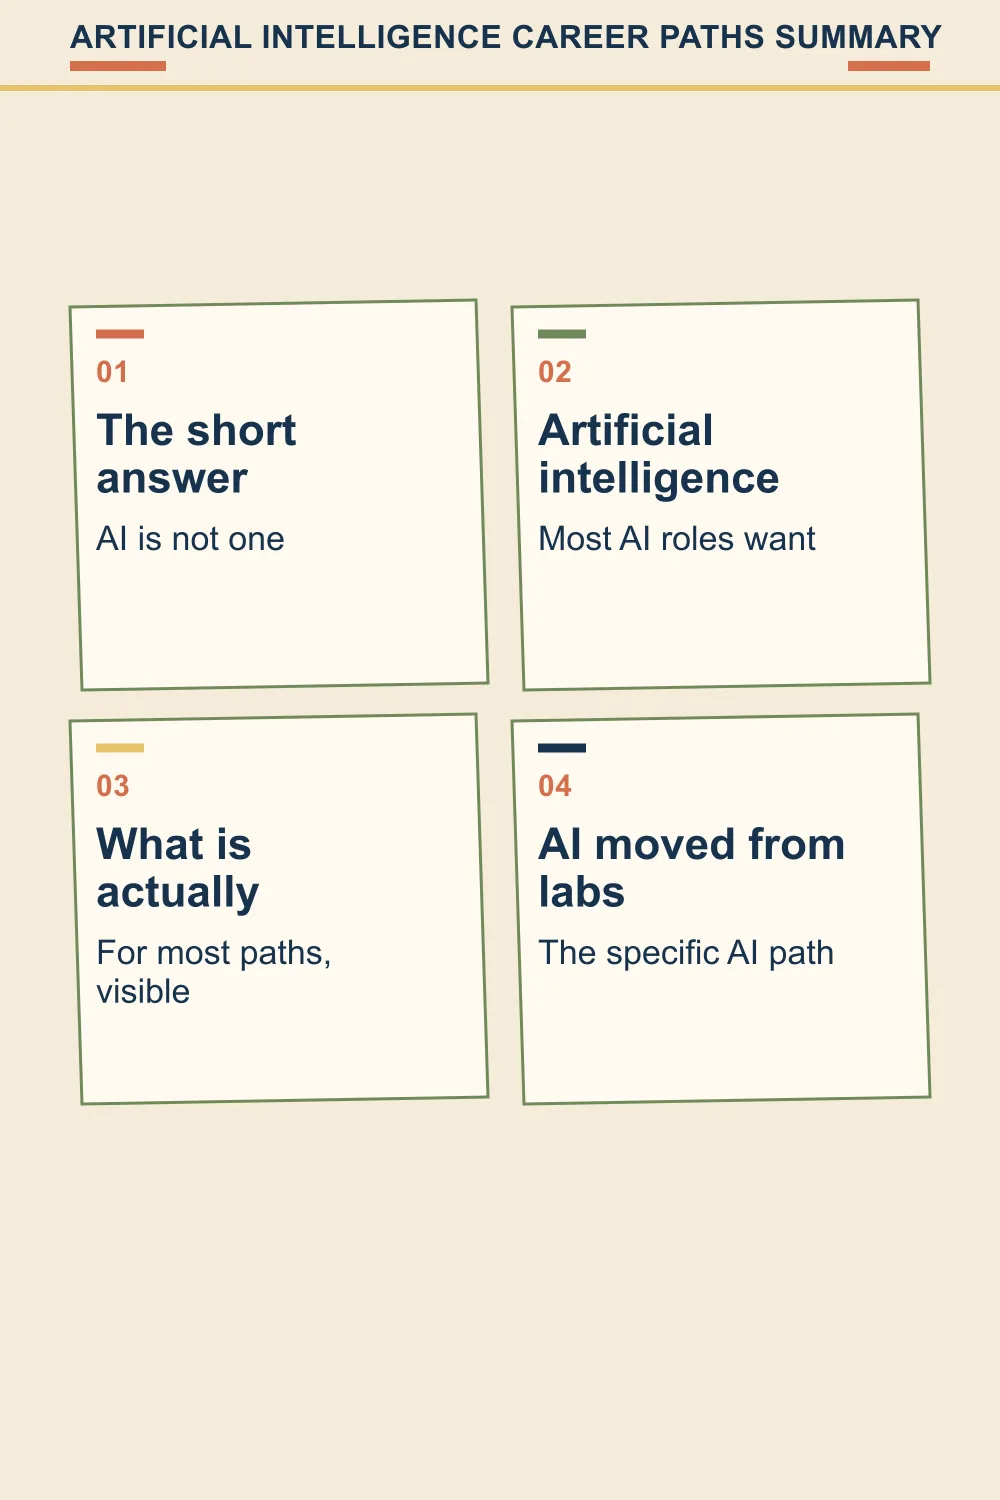 ARTIFICIAL INTELLIGENCE CAREER PATHS SUMMARY
01
The short
answer
AI is not one
02
Artificial
intelligence
Most AI roles want
03
What is
actually
For most paths,
visible
04
AI moved from
labs
The specific AI path